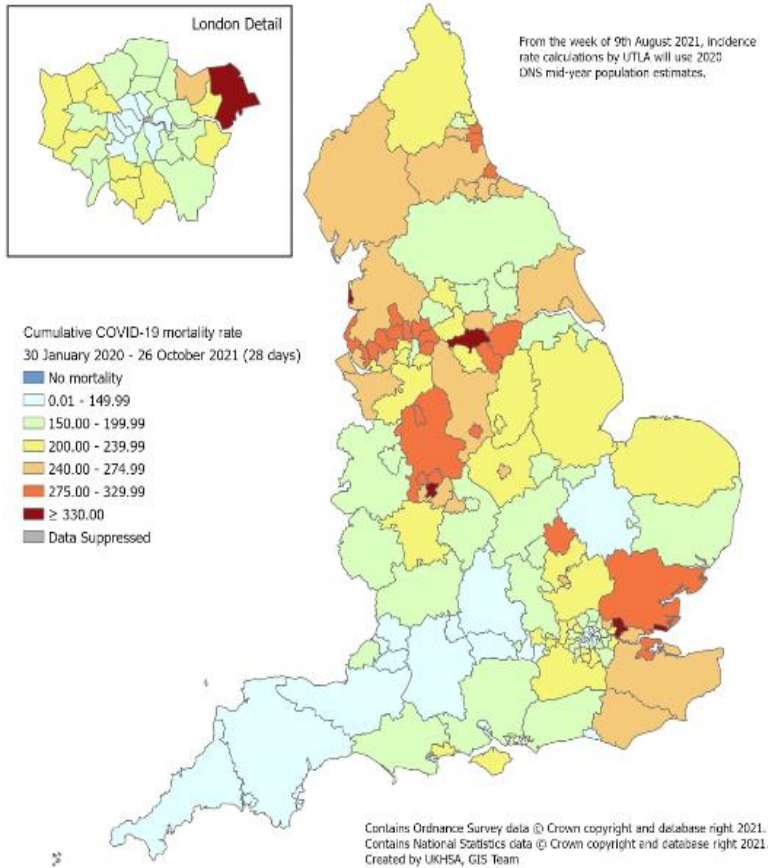 London Detail
From the week of 9th August 2021, incidence
rate calculations by UTLA will use 2020
ONS mid-year population estimates.
Cumulative COVID-19 mortality rate
30 January 2020 - 26 October 2021 (28 days)
No mortality
0.01 - 149.99
150.00 - 199.99
200.00 - 239.99
240.00 - 274.99
275.00 - 329.99
≥ 330.00
Data Suppressed
Contains Ordnance Survey data © Crown copyright and database right 2021.
Contains National Statistics data © Crown copyright and database right 2021.
Created by UKHSA, GIS Team